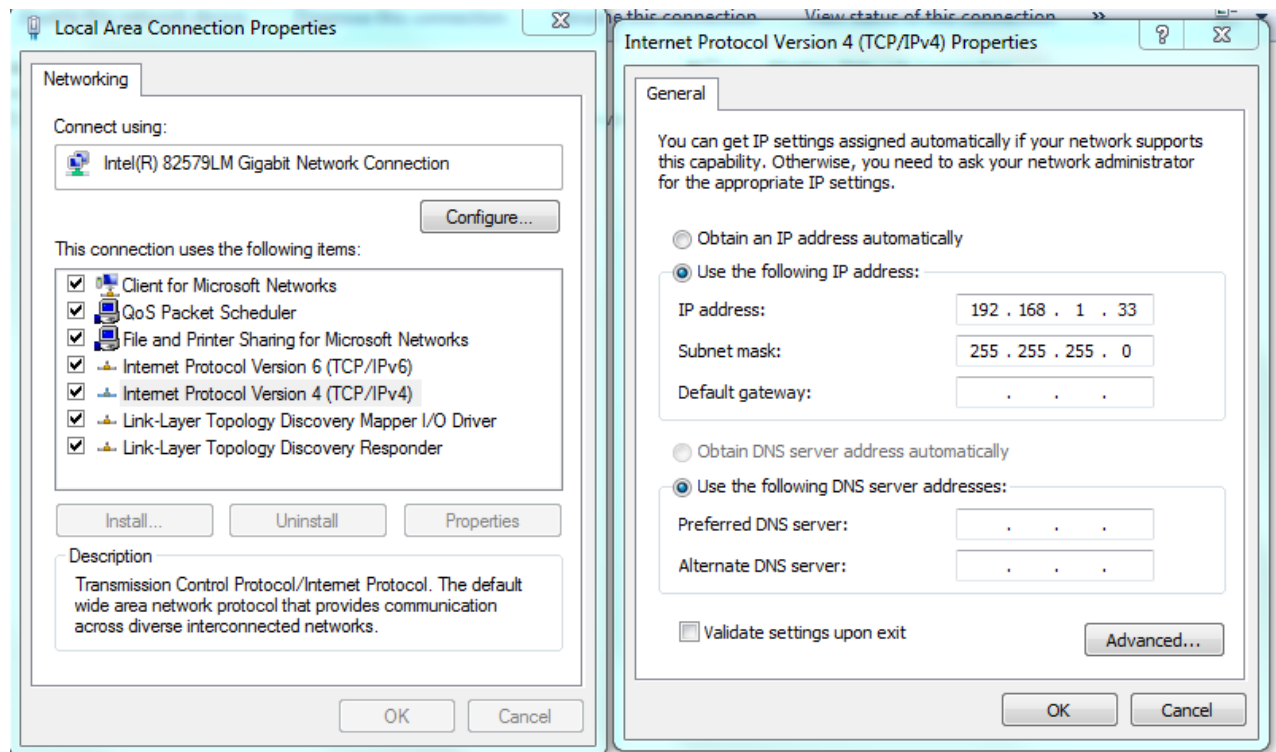 Local Area Connection Properties
Networking
Connect using:
Intel(R) 82579LM Gigabit Network Connection
Configure...
This connection uses the following items:
Client for Microsoft Networks
QoS Packet Scheduler
File and Printer Sharing for Microsoft Networks
Internet Protocol Version 6 (TCP/IPv6)
Internet Protocol Version 4 (TCP/IPv4)
Link-Layer Topology Discovery Mapper I/O Driver
Link-Layer Topology Discovery Responder
Install...
Uninstall
Properties
Description
Transmission Control Protocol/Internet Protocol. The default
wide area network protocol that provides communication
across diverse interconnected networks.
OK
Cancel
this connection
View status of this connection
»
Internet Protocol Version 4 (TCP/IPv4) Properties
General
You can get IP settings assigned automatically if your network supports
this capability. Otherwise, you need to ask your network administrator
for the appropriate IP settings.
Obtain an IP address automatically
Use the following IP address:
IP address: 192 . 168 . 1 . 33
Subnet mask: 255 . 255 . 255 . 0
Default gateway: . . .
Obtain DNS server address automatically
Use the following DNS server addresses:
Preferred DNS server: . . .
Alternate DNS server: . . .
Validate settings upon exit
Advanced...
OK
Cancel